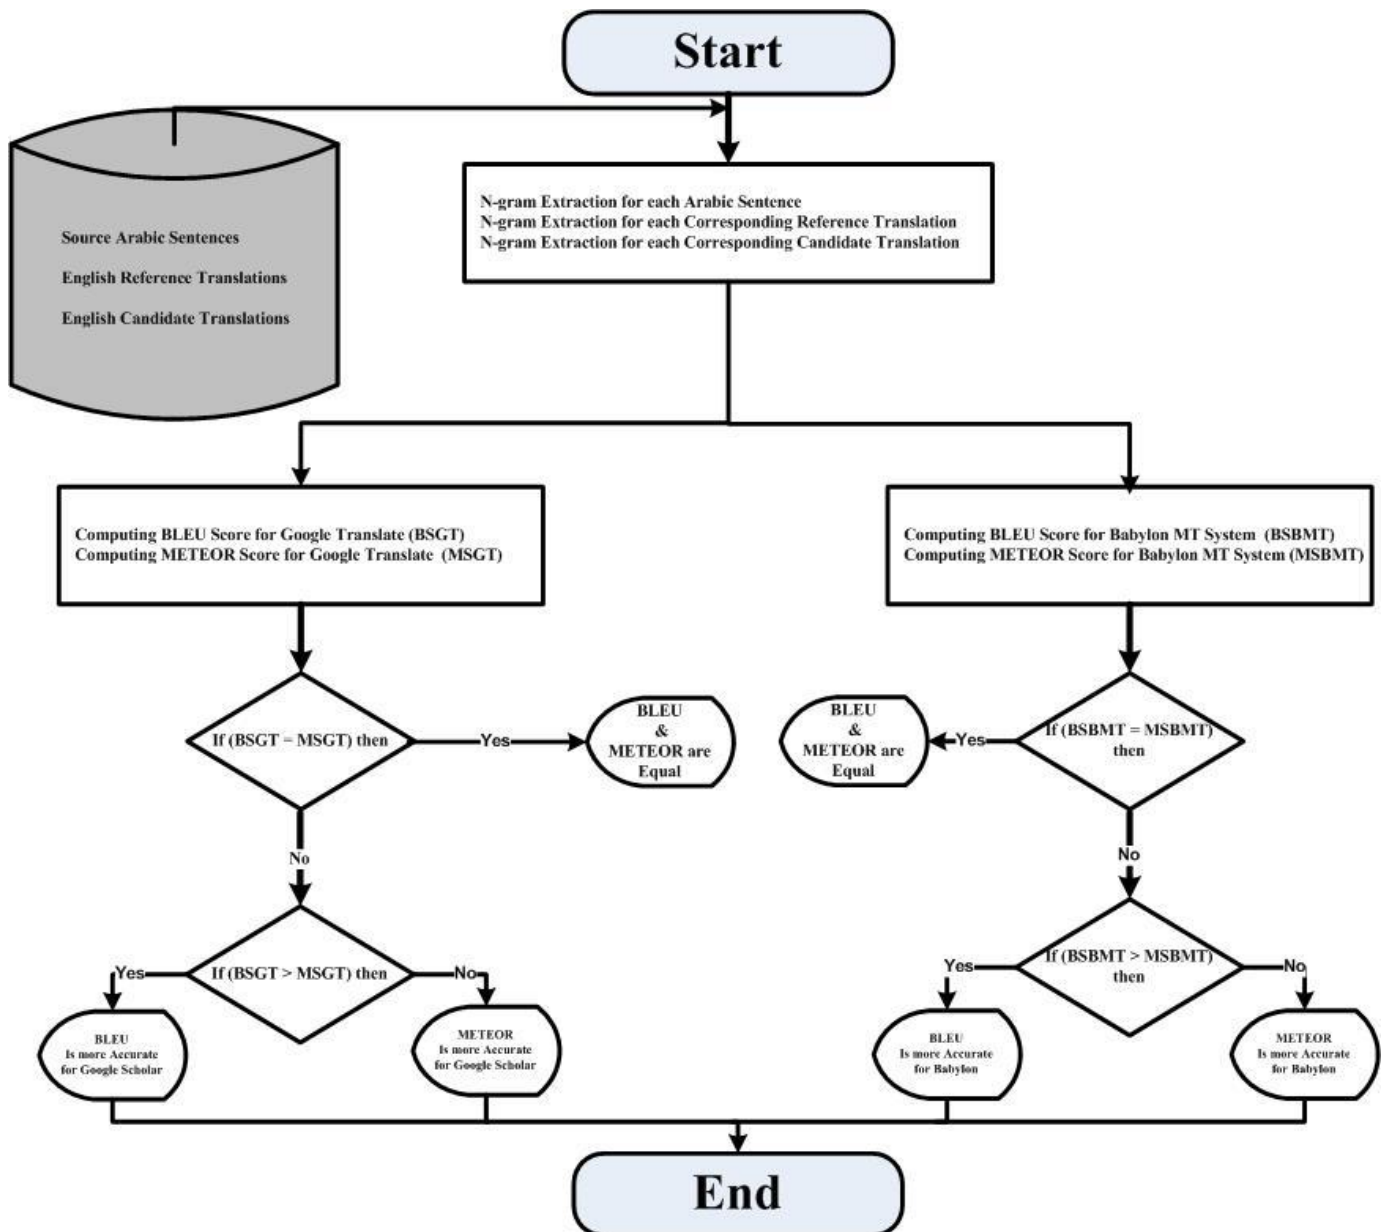 Start
Source Arabic Sentences
English Reference Translations
English Candidate Translations
N-gram Extraction for each Arabic Sentence
N-gram Extraction for each Corresponding Reference Translation
N-gram Extraction for each Corresponding Candidate Translation
Computing BLEU Score for Google Translate (BSGT)
Computing METEOR Score for Google Translate (MSGT)
Computing BLEU Score for Babylon MT System (BSBMT)
Computing METEOR Score for Babylon MT System (MSBMT)
If (BSGT = MSGT) then
Yes
BLEU
&
METEOR are
Equal
BLEU
&
METEOR are
Equal
Yes
If (BSBMT = MSBMT)
then
No
No
If (BSGT > MSGT) then
Yes
No
If (BSBMT > MSBMT)
then
Yes
No
BLEU
Is more Accurate
for Google Scholar
METEOR
Is more Accurate
for Google Scholar
BLEU
Is more Accurate
for Babylon
METEOR
Is more Accurate
for Babylon
End